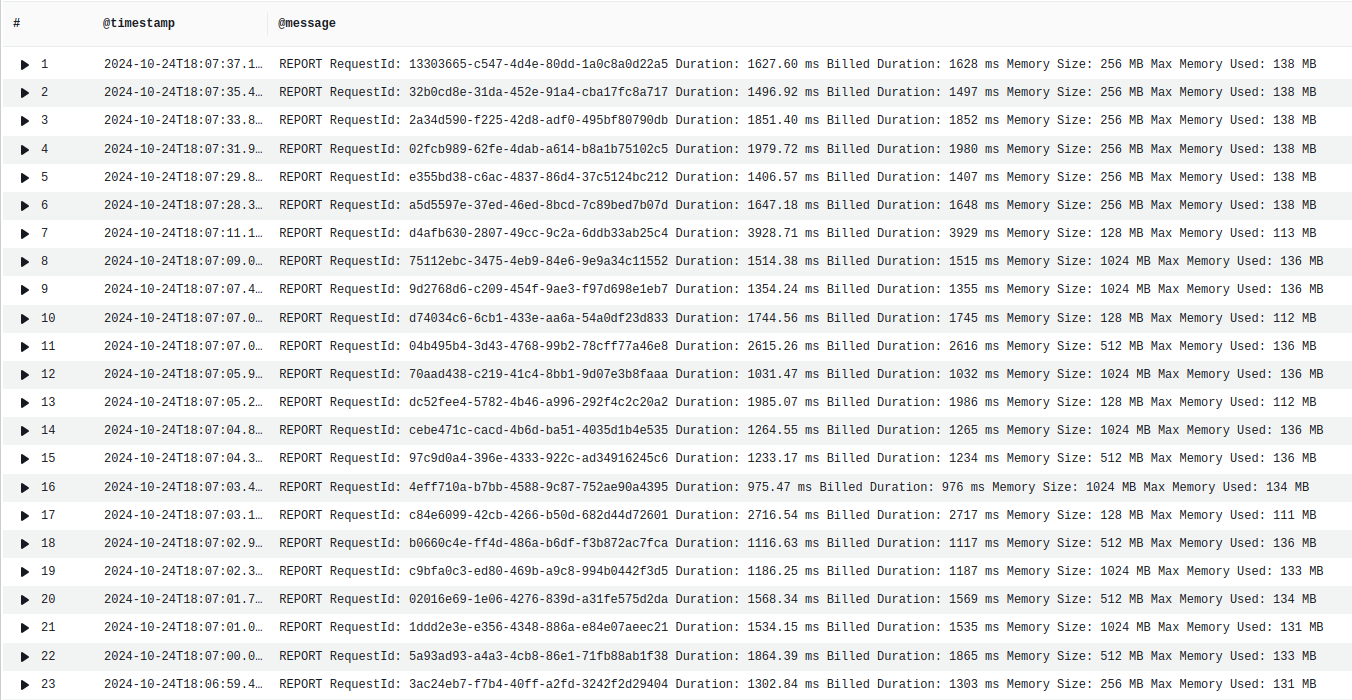 # @timestamp @message
1 2024-10-24T18:07:37.1… REPORT RequestId: 13303665-c547-4d4e-80dd-1a0c8a0d22a5 Duration: 1627.60 ms Billed Duration: 1628 ms Memory Size: 256 MB Max Memory Used: 138 MB
2 2024-10-24T18:07:35.4… REPORT RequestId: 32b0cd8e-31da-452e-91a4-cba17fc8a717 Duration: 1496.92 ms Billed Duration: 1497 ms Memory Size: 256 MB Max Memory Used: 138 MB
3 2024-10-24T18:07:33.8… REPORT RequestId: 2a34d590-f225-42d8-adf0-495bf80790db Duration: 1851.40 ms Billed Duration: 1852 ms Memory Size: 256 MB Max Memory Used: 138 MB
4 2024-10-24T18:07:31.9… REPORT RequestId: 02fcb989-62fe-4dab-a614-b8a1b75102c5 Duration: 1979.72 ms Billed Duration: 1980 ms Memory Size: 256 MB Max Memory Used: 138 MB
5 2024-10-24T18:07:29.8… REPORT RequestId: e355bd38-c6ac-4837-86d4-37c5124bc212 Duration: 1406.57 ms Billed Duration: 1407 ms Memory Size: 256 MB Max Memory Used: 138 MB
6 2024-10-24T18:07:28.3… REPORT RequestId: a5d5597e-37ed-46ed-8bcd-7c89bed7b07d Duration: 1647.18 ms Billed Duration: 1648 ms Memory Size: 256 MB Max Memory Used: 138 MB
7 2024-10-24T18:07:11.1… REPORT RequestId: d4afb630-2807-49cc-9c2a-6ddb33ab25c4 Duration: 3928.71 ms Billed Duration: 3929 ms Memory Size: 128 MB Max Memory Used: 113 MB
8 2024-10-24T18:07:09.0… REPORT RequestId: 75112ebc-3475-4eb9-84e6-9e9a34c11552 Duration: 1514.38 ms Billed Duration: 1515 ms Memory Size: 1024 MB Max Memory Used: 136 MB
9 2024-10-24T18:07:07.4… REPORT RequestId: 9d2768d6-c209-454f-9ae3-f97d698e1eb7 Duration: 1354.24 ms Billed Duration: 1355 ms Memory Size: 1024 MB Max Memory Used: 136 MB
10 2024-10-24T18:07:07.0… REPORT RequestId: d74034c6-6cb1-433e-aa6a-54a0df23d833 Duration: 1744.56 ms Billed Duration: 1745 ms Memory Size: 128 MB Max Memory Used: 112 MB
11 2024-10-24T18:07:07.0… REPORT RequestId: 04b495b4-3d43-4768-99b2-78cff77a46e8 Duration: 2615.26 ms Billed Duration: 2616 ms Memory Size: 512 MB Max Memory Used: 136 MB
12 2024-10-24T18:07:05.9… REPORT RequestId: 70aad438-c219-41c4-8bb1-9d07e3b8faaa Duration: 1031.47 ms Billed Duration: 1032 ms Memory Size: 1024 MB Max Memory Used: 136 MB
13 2024-10-24T18:07:05.2… REPORT RequestId: dc52fee4-5782-4b46-a996-292f4c2c20a2 Duration: 1985.07 ms Billed Duration: 1986 ms Memory Size: 128 MB Max Memory Used: 112 MB
14 2024-10-24T18:07:04.8… REPORT RequestId: cebe471c-cacd-4b6d-ba51-4035d1b4e535 Duration: 1264.55 ms Billed Duration: 1265 ms Memory Size: 1024 MB Max Memory Used: 136 MB
15 2024-10-24T18:07:04.3… REPORT RequestId: 97c9d0a4-396e-4333-922c-ad34916245c6 Duration: 1233.17 ms Billed Duration: 1234 ms Memory Size: 512 MB Max Memory Used: 136 MB
16 2024-10-24T18:07:03.4… REPORT RequestId: 4eff710a-b7bb-4588-9c87-752ae90a4395 Duration: 975.47 ms Billed Duration: 976 ms Memory Size: 1024 MB Max Memory Used: 134 MB
17 2024-10-24T18:07:03.1… REPORT RequestId: c84e6099-42cb-4266-b50d-682d44d72601 Duration: 2716.54 ms Billed Duration: 2717 ms Memory Size: 128 MB Max Memory Used: 111 MB
18 2024-10-24T18:07:02.9… REPORT RequestId: b0660c4e-ff4d-486a-b6df-f3b872ac7fca Duration: 1116.63 ms Billed Duration: 1117 ms Memory Size: 512 MB Max Memory Used: 136 MB
19 2024-10-24T18:07:02.3… REPORT RequestId: c9bfa0c3-ed80-469b-a9c8-994b0442f3d5 Duration: 1186.25 ms Billed Duration: 1187 ms Memory Size: 1024 MB Max Memory Used: 133 MB
20 2024-10-24T18:07:01.7… REPORT RequestId: 02016e69-1e06-4276-839d-a31fe575d2da Duration: 1568.34 ms Billed Duration: 1569 ms Memory Size: 512 MB Max Memory Used: 134 MB
21 2024-10-24T18:07:01.0… REPORT RequestId: 1ddd2e3e-e356-4348-886a-e84e07aeec21 Duration: 1534.15 ms Billed Duration: 1535 ms Memory Size: 1024 MB Max Memory Used: 131 MB
22 2024-10-24T18:07:00.0… REPORT RequestId: 5a93ad93-a4a3-4cb8-86e1-71fb88ab1f38 Duration: 1864.39 ms Billed Duration: 1865 ms Memory Size: 512 MB Max Memory Used: 133 MB
23 2024-10-24T18:06:59.4… REPORT RequestId: 3ac24eb7-f7b4-40ff-a2fd-3242f2d29404 Duration: 1302.84 ms Billed Duration: 1303 ms Memory Size: 256 MB Max Memory Used: 131 MB